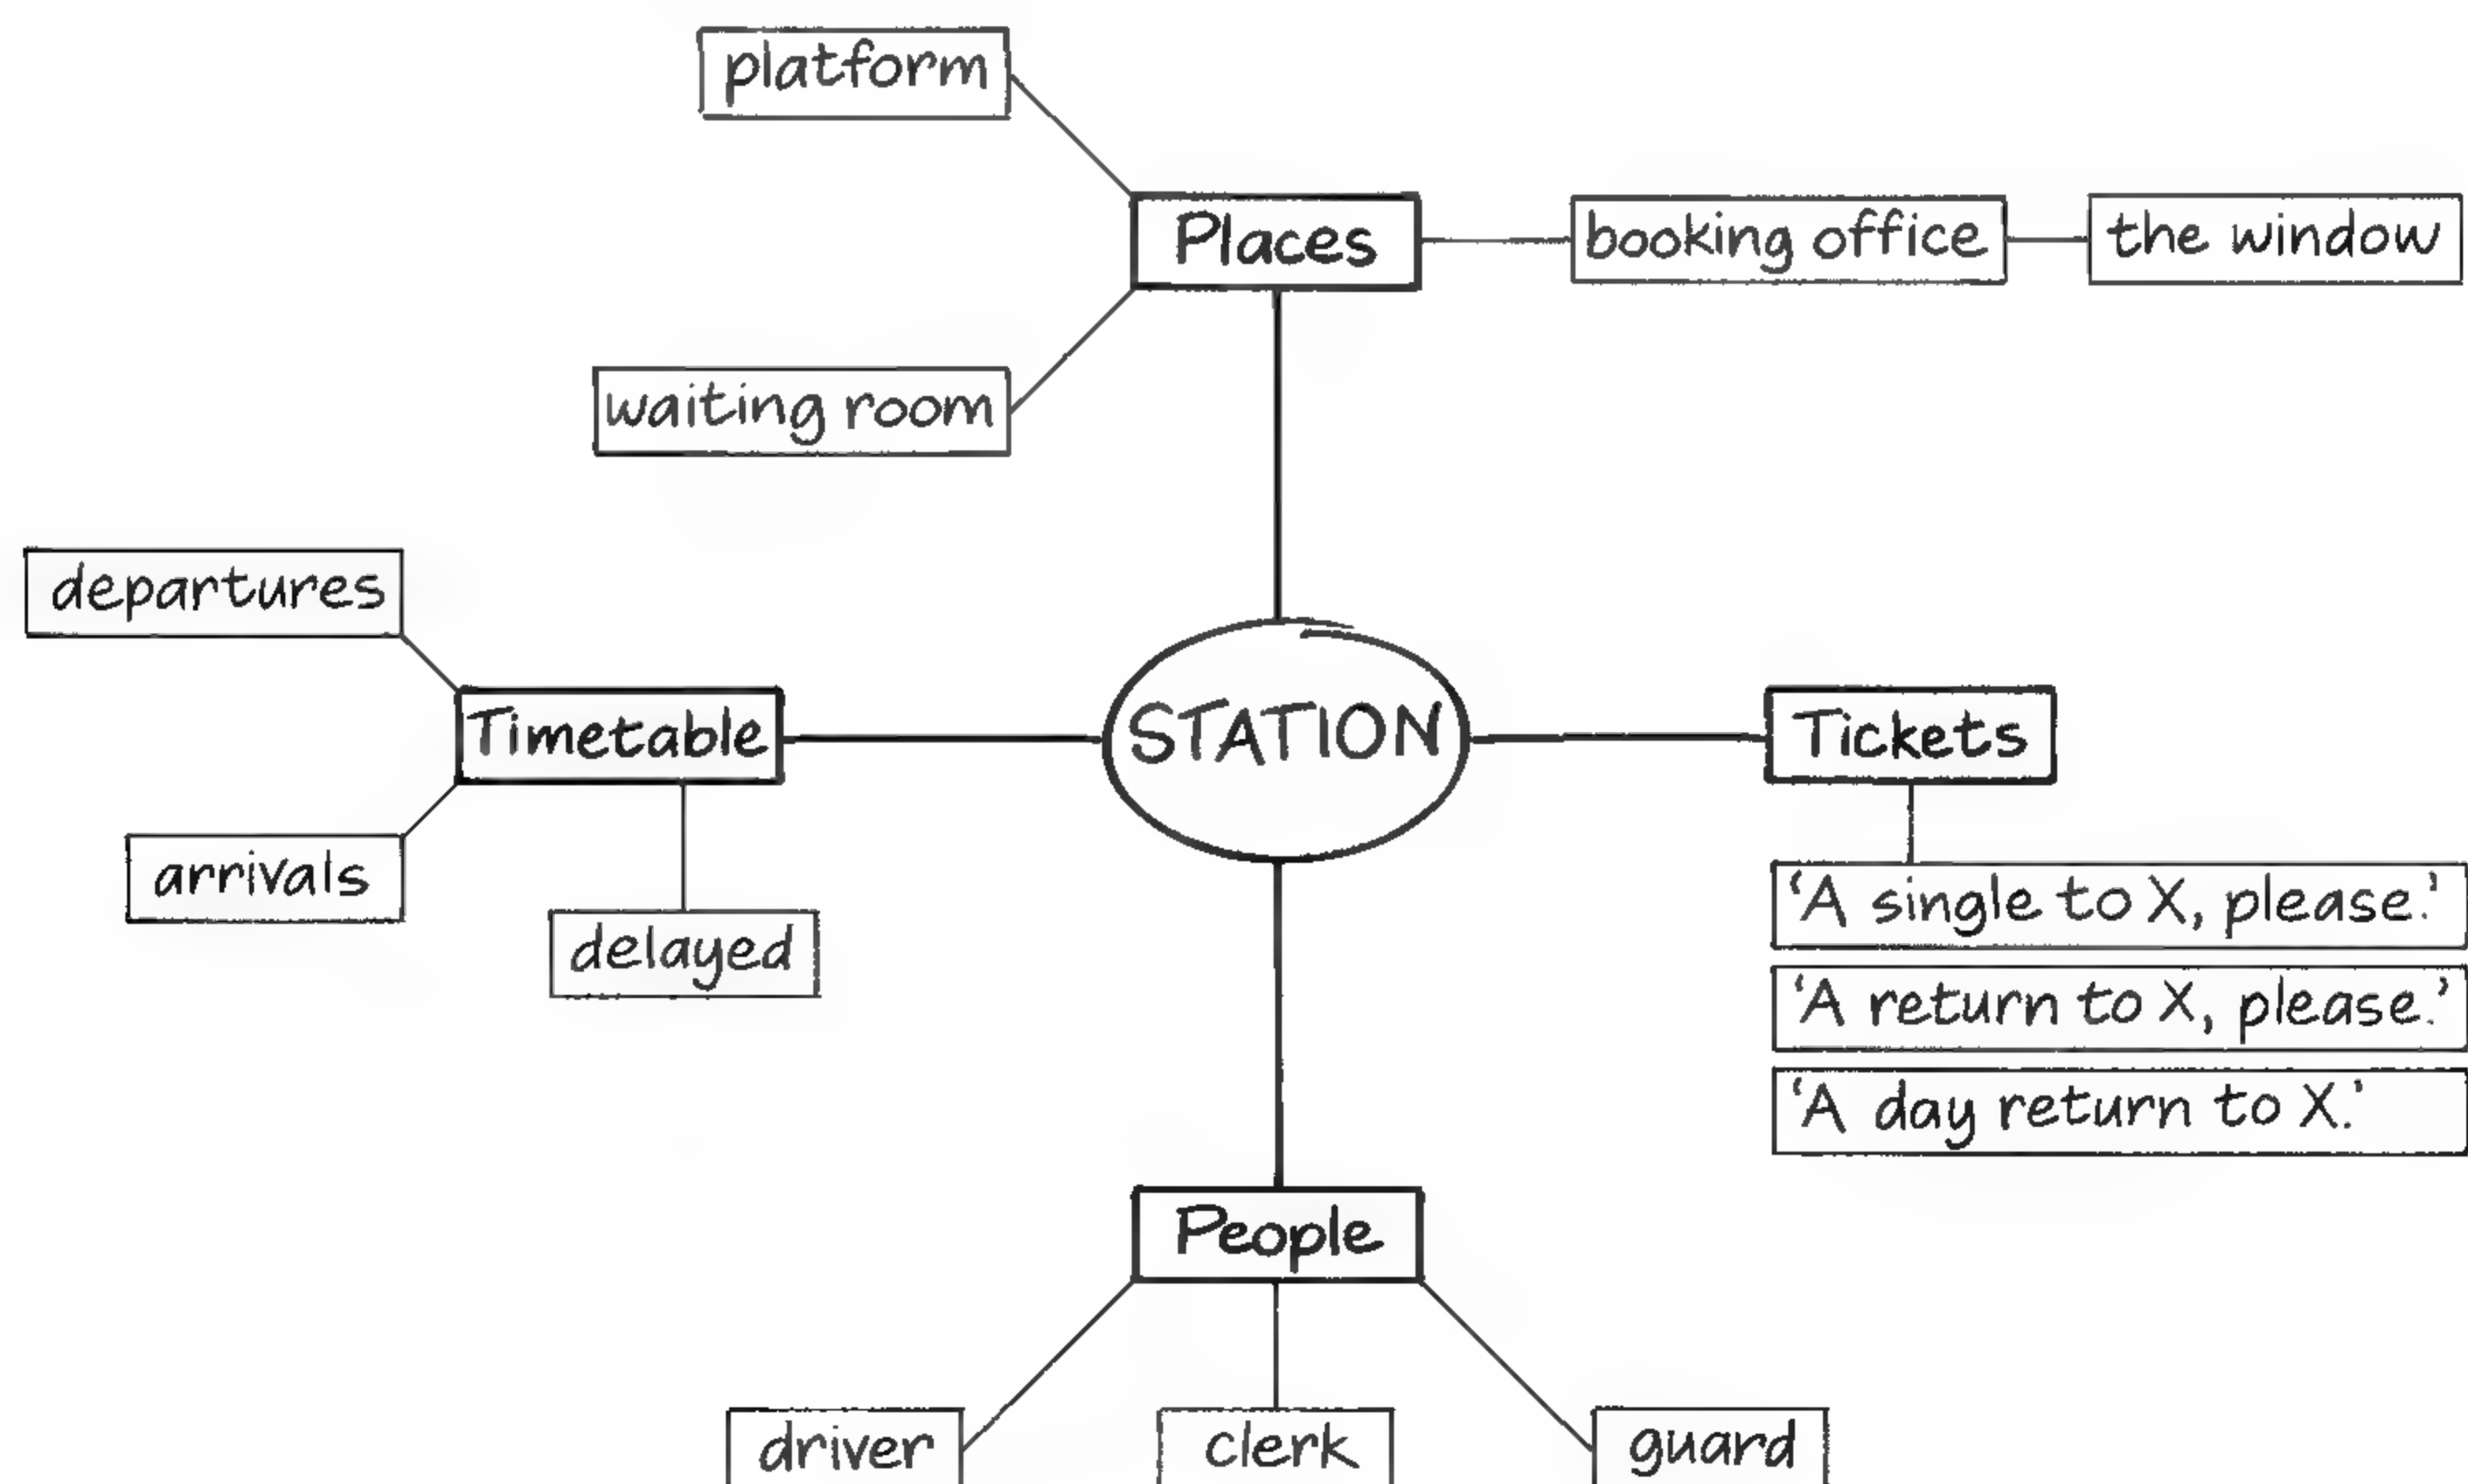 platform
Places
booking office
the window
waiting room
departures
Timetable
STATION
Tickets
arrivals
delayed
‘A single to X, please.’
‘A return to X, please.’
‘A day return to X.’
People
driver
clerk
guard